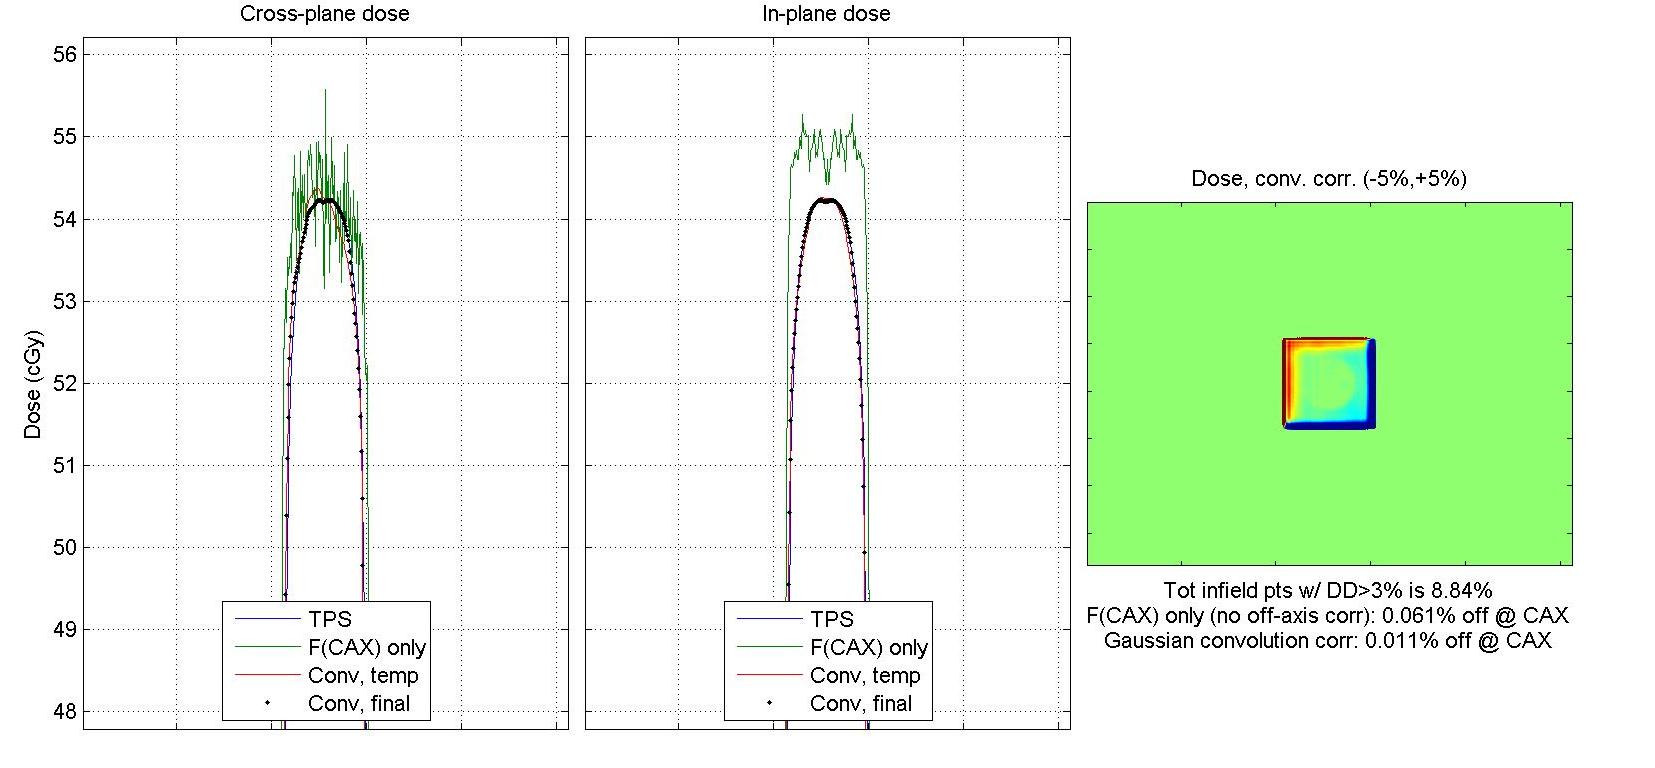 Cross-plane dose
In-plane dose
56
55
54
53
52
51
50
49
48
Dose (cGy)
TPS
F(CAX) only
Conv, temp
Conv, final
TPS
F(CAX) only
Conv, temp
Conv, final
Dose, conv. corr. (-5%,+5%)
Tot infield pts w/ DD>3% is 8.84%
F(CAX) only (no off-axis corr): 0.061% off @ CAX
Gaussian convolution corr: 0.011% off @ CAX